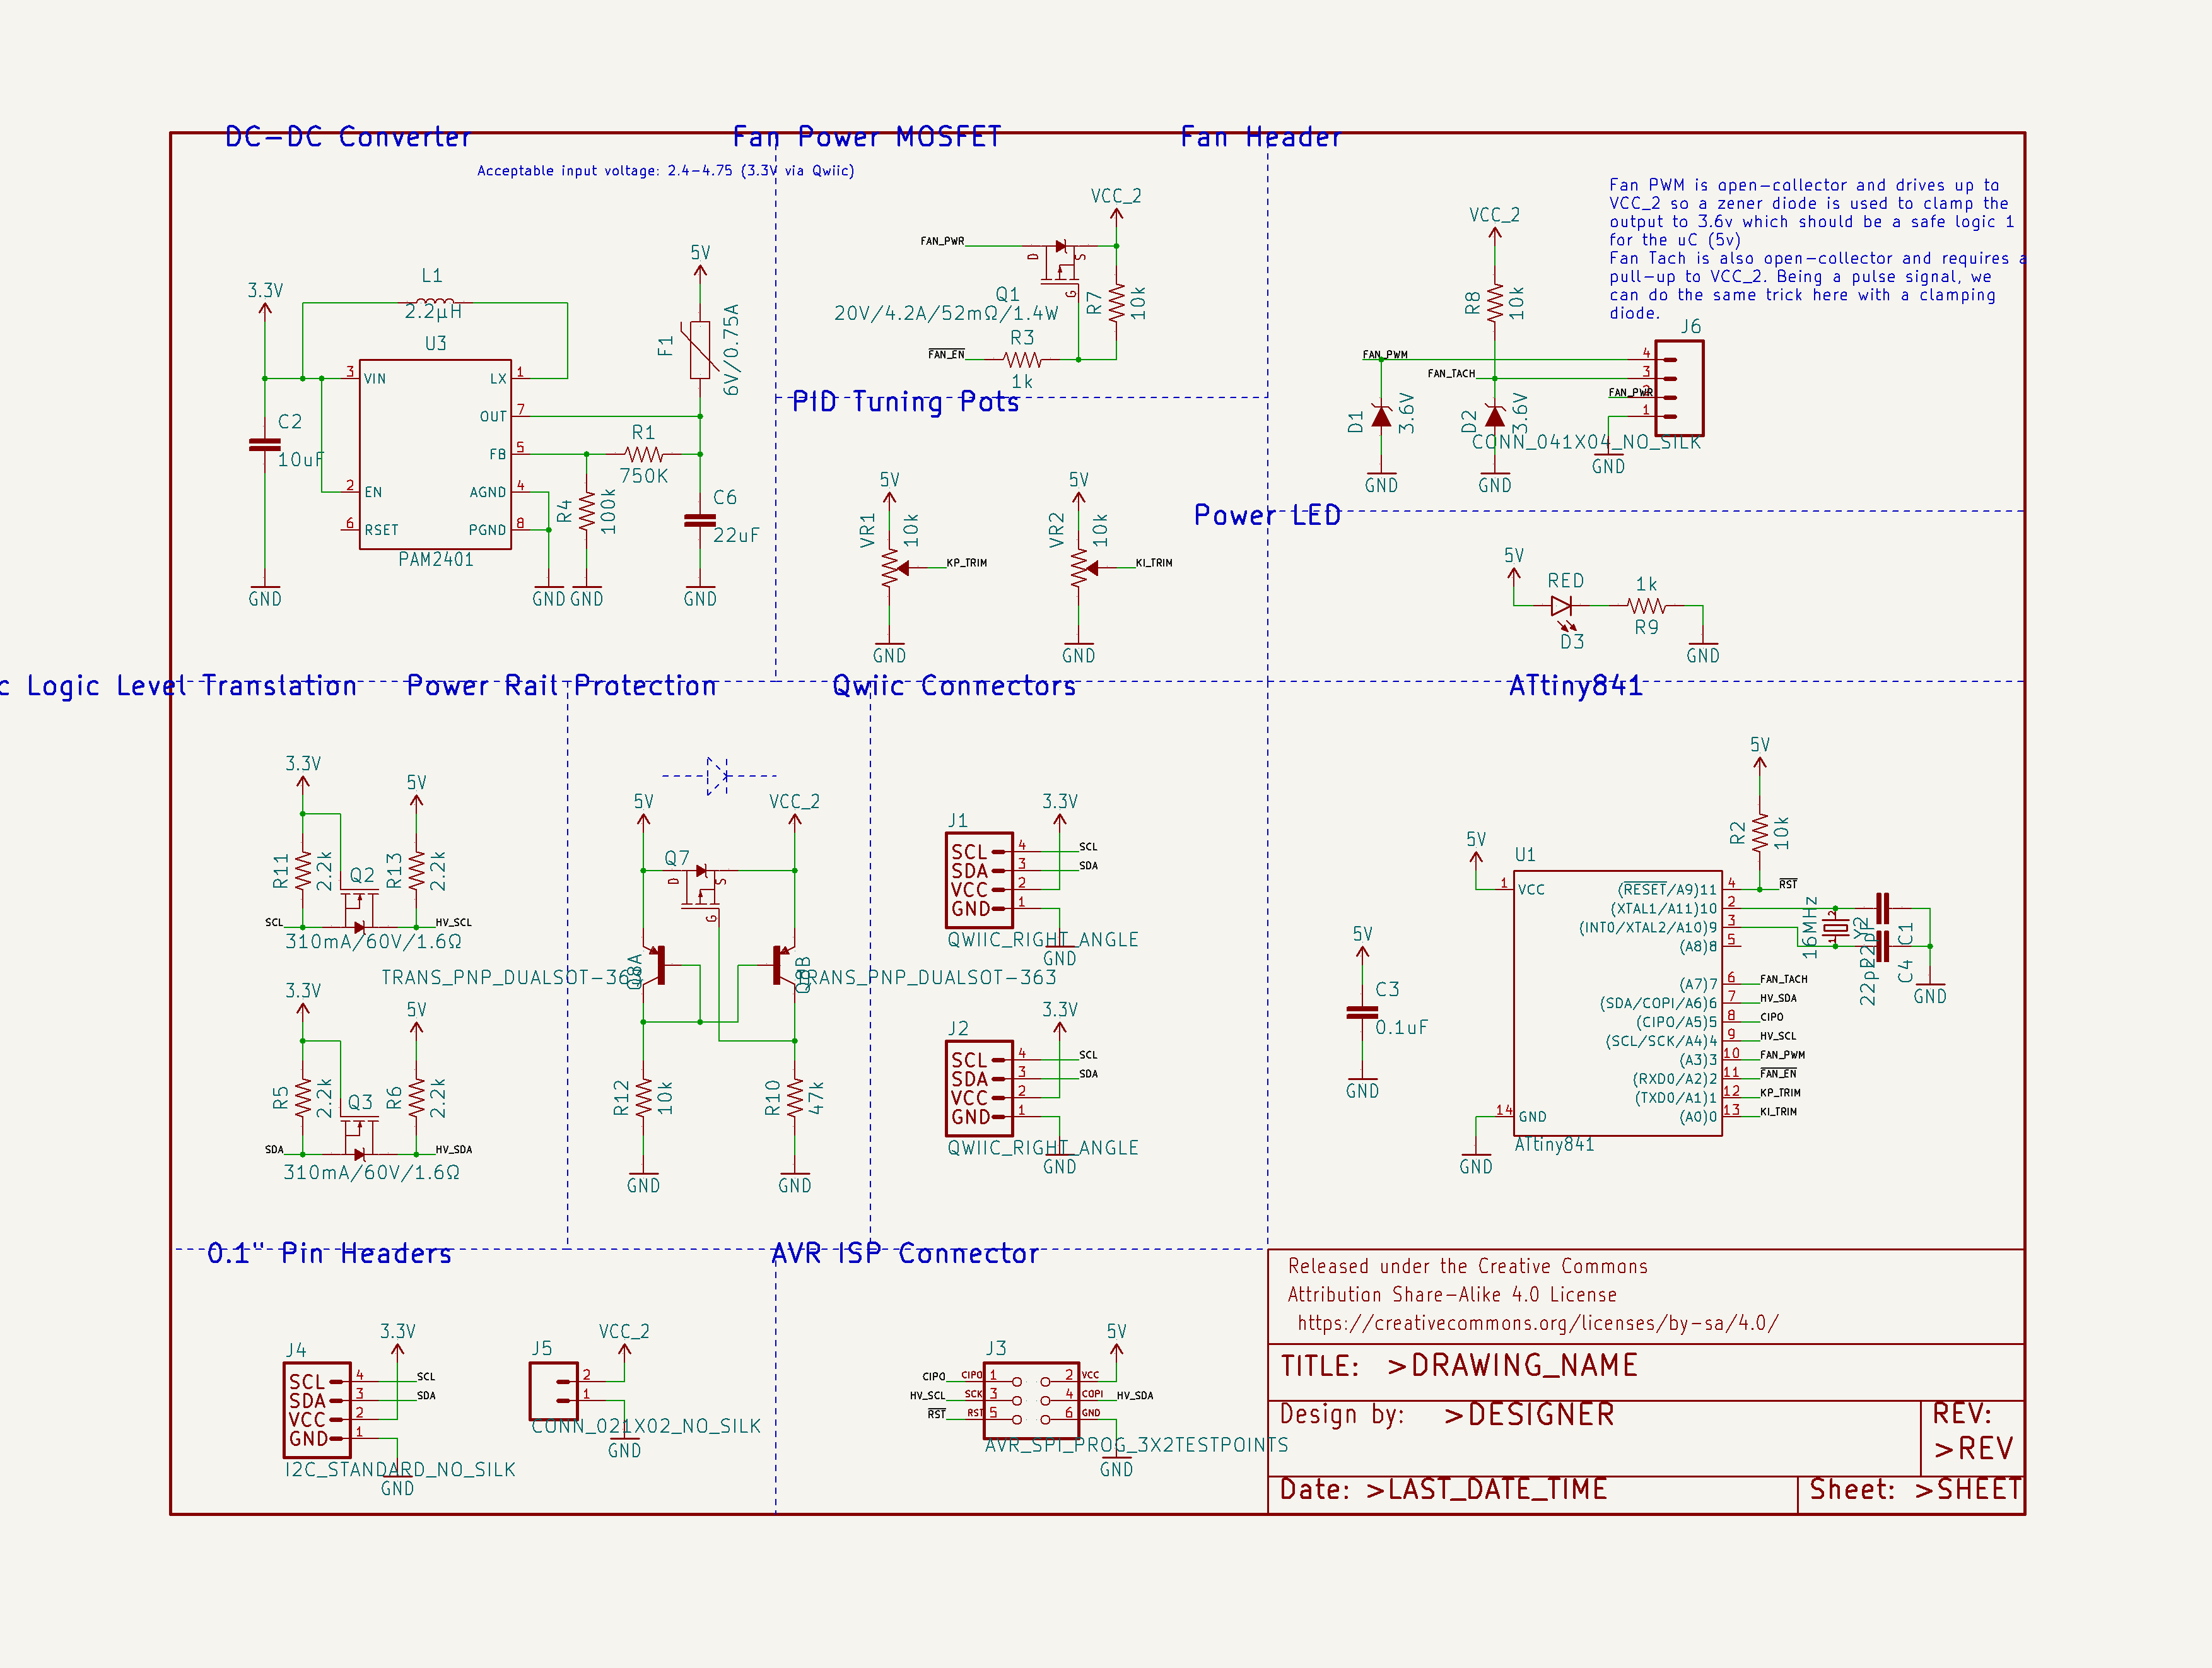 DC-DC Converter
Acceptable input voltage: 2.4-4.75 (3.3V via Qwiic)
3.3V
L1
2.2µH
U3
3 VIN
2 EN
6 RSET
LX 1
OUT 7
FB 5
AGND 4
PGND 8
PAM2401
C2
10uF
GND
GND
GND
R1
750K
R4
100k
5V
F1
6V/0.75A
C6
22uF
GND
Fan Power MOSFET
VCC_2
FAN_PWR
D
S
G
Q1
20V/4.2A/52mΩ/1.4W
R7
10k
FAN_EN
R3
1k
PID Tuning Pots
5V
VR1
10k
KP_TRIM
GND
5V
VR2
10k
KI_TRIM
GND
Fan Header
Fan PWM is open-collector and drives up to
VCC_2 so a zener diode is used to clamp the
output to 3.6v which should be a safe logic 1
for the uC (5v)
Fan Tach is also open-collector and requires a
pull-up to VCC_2. Being a pulse signal, we
can do the same trick here with a clamping
diode.
VCC_2
R8
10k
J6
FAN_PWM
4
FAN_TACH
3
FAN_PWR
2
1
D1
3.6V
D2
3.6V
CONN_041X04_NO_SILK
GND
GND
GND
Power LED
5V
RED
D3
1k
R9
GND
c Logic Level Translation
3.3V
5V
R11
2.2k
Q2
R13
2.2k
SCL
HV_SCL
310mA/60V/1.6Ω
3.3V
5V
R5
2.2k
Q3
R6
2.2k
SDA
HV_SDA
310mA/60V/1.6Ω
Power Rail Protection
5V
VCC_2
Q7
D
S
G
TRANS_PNP_DUALSOT-363
Q8A
Q8B
TRANS_PNP_DUALSOT-363
R12
10k
R10
47k
GND
GND
Qwiic Connectors
J1
3.3V
SCL 4 SCL
SDA 3 SDA
VCC 2
GND 1
QWIIC_RIGHT_ANGLE
GND
J2
3.3V
SCL 4 SCL
SDA 3 SDA
VCC 2
GND 1
QWIIC_RIGHT_ANGLE
GND
ATtiny841
5V
R2
10k
5V
U1
1 VCC
14 GND
(RESET/A9)11 4 RST
(XTAL1/A11)10 2
(INT0/XTAL2/A10)9 3
(A8)8 5
(A7)7 6 FAN_TACH
(SDA/COPI/A6)6 7 HV_SDA
(CIPO/A5)5 8 CIPO
(SCL/SCK/A4)4 9 HV_SCL
(A3)3 10 FAN_PWM
(RXD0/A2)2 11 FAN_EN
(TXD0/A1)1 12 KP_TRIM
(A0)0 13 KI_TRIM
ATtiny841
GND
16MHz
2
1
Y2
22pF
C1
22pF
C4
GND
5V
C3
0.1uF
GND
0.1" Pin Headers
J4
3.3V
SCL 4 SCL
SDA 3 SDA
VCC 2
GND 1
I2C_STANDARD_NO_SILK
GND
J5
VCC_2
2
1
CONN_021X02_NO_SILK
GND
AVR ISP Connector
J3
5V
CIPO CIPO 1 2 VCC
HV_SCL SCK 3 4 COPI HV_SDA
RST RST 5 6 GND
AVR_SPI_PROG_3X2TESTPOINTS
GND
Released under the Creative Commons
Attribution Share-Alike 4.0 License
https://creativecommons.org/licenses/by-sa/4.0/
TITLE: >DRAWING_NAME
Design by: >DESIGNER
REV:
>REV
Date: >LAST_DATE_TIME
Sheet: >SHEET